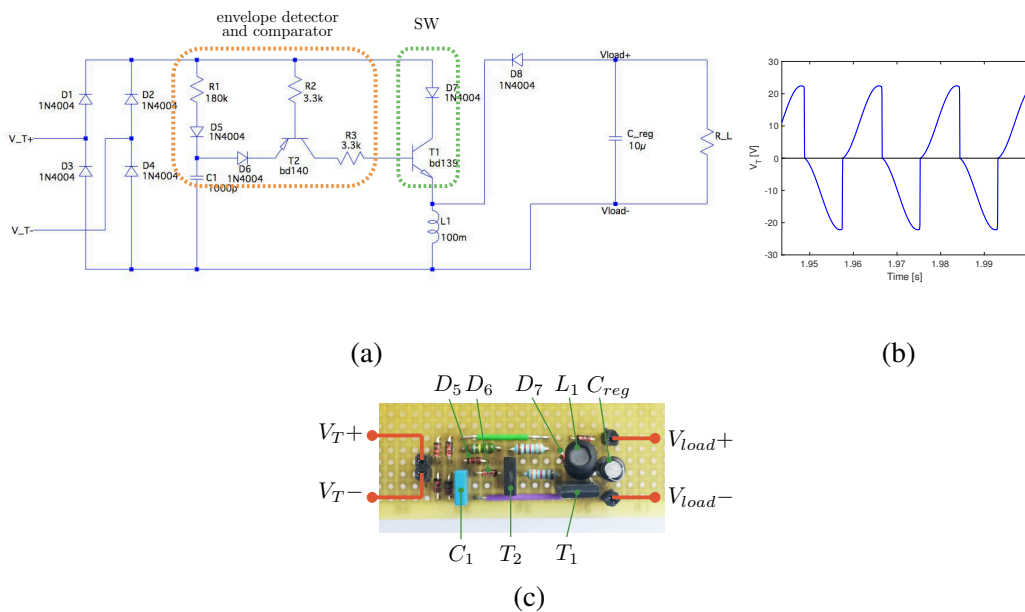 envelope detector
and comparator
SW
D1
1N4004
D2
1N4004
D3
1N4004
D4
1N4004
V_T+
V_T-
R1
180k
D5
1N4004
C1
1000p
D6
1N4004
R2
3.3k
T2
bd140
R3
3.3k
D7
1N4004
T1
bd139
L1
100m
D8
1N4004
Vload+
C_reg
10µ
R_L
Vload-
(a)
30
20
10
0
-10
-20
-30
V_T [V]
1.95
1.96
1.97
1.98
1.99
Time [s]
(b)
D5 D6 D7 L1 Creg
VT+
VT−
Vload+
Vload−
C1 T2 T1
(c)